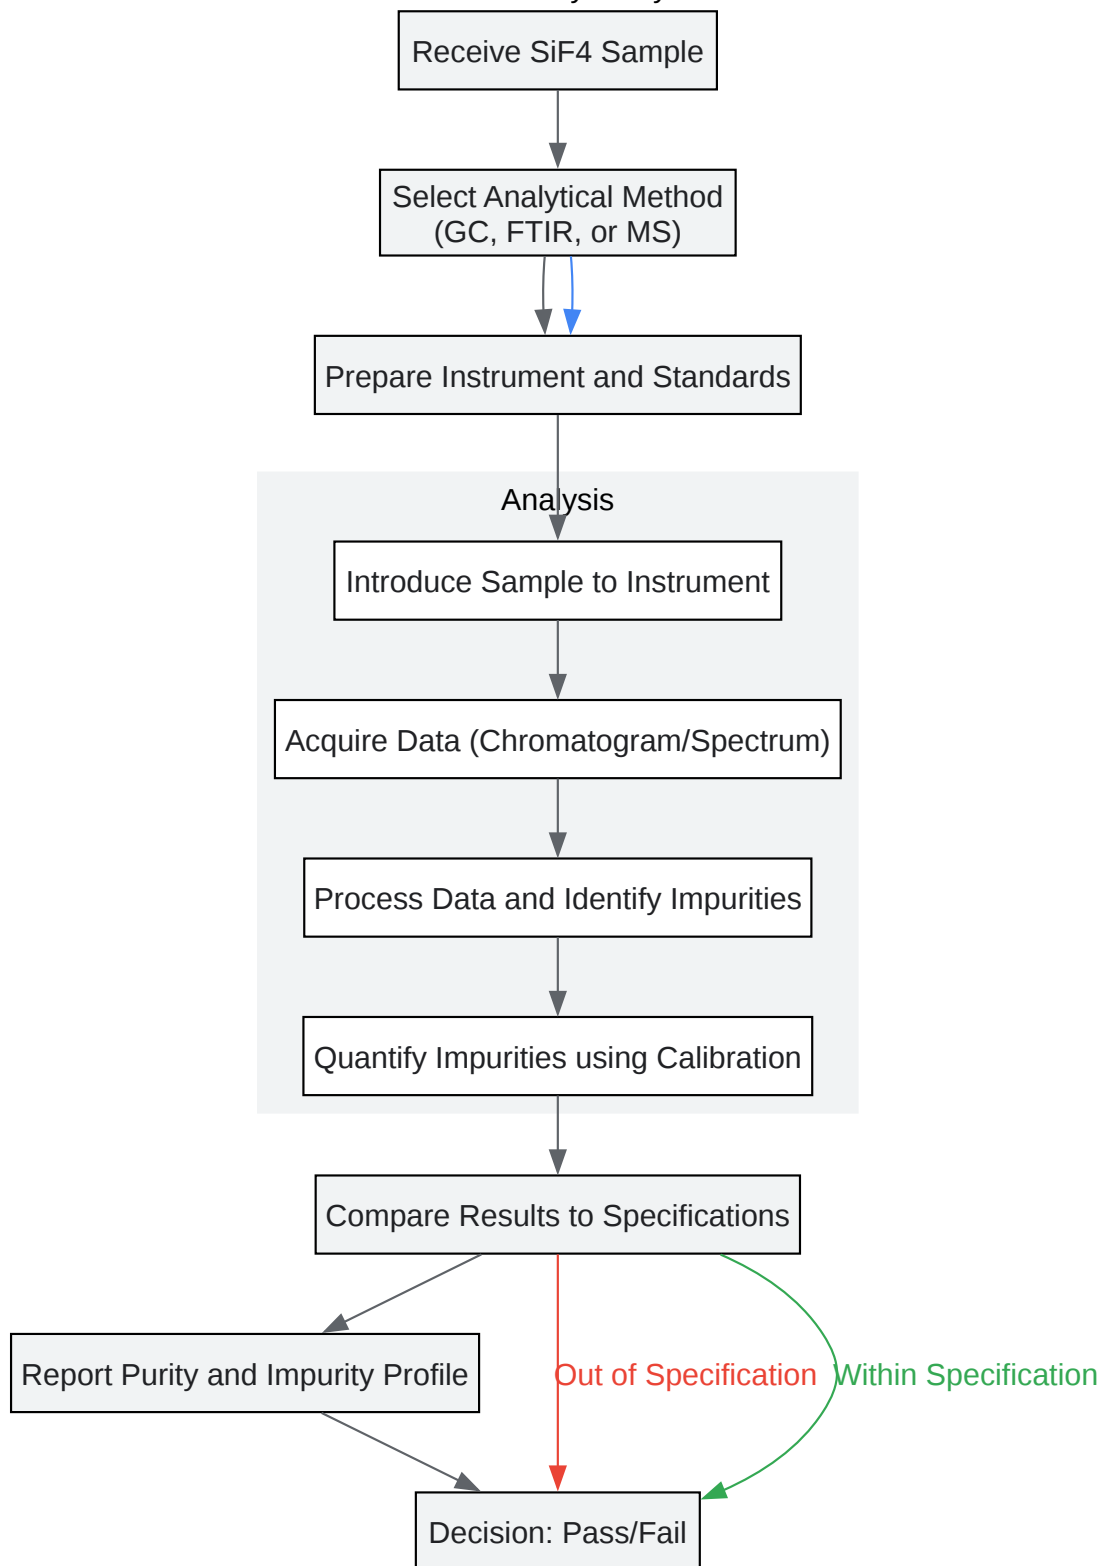 Receive SiF4 Sample
Select Analytical Method
(GC, FTIR, or MS)
Prepare Instrument and Standards
Analysis
Introduce Sample to Instrument
Acquire Data (Chromatogram/Spectrum)
Process Data and Identify Impurities
Quantify Impurities using Calibration
Compare Results to Specifications
Report Purity and Impurity Profile
Out of Specification
Within Specification
Decision: Pass/Fail